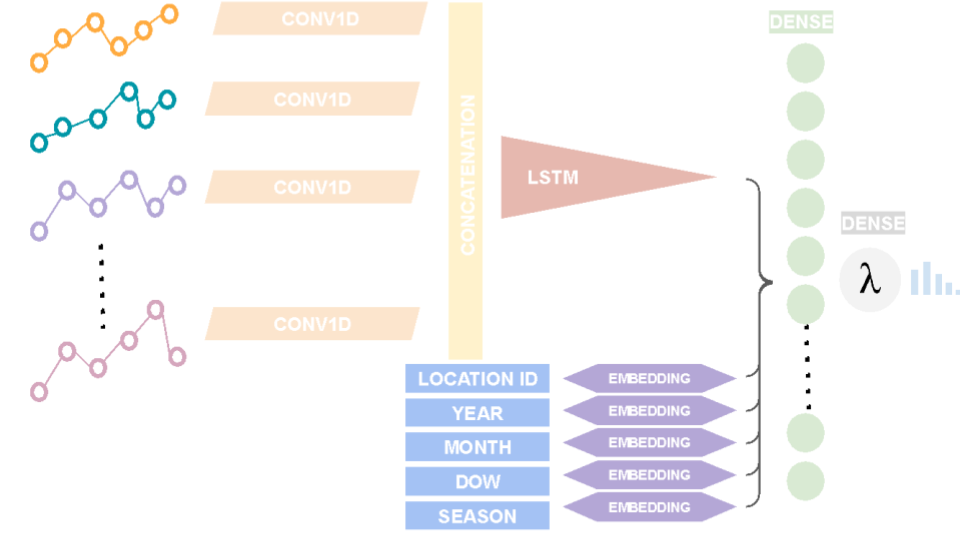 CONV1D
DENSE
CONV1D
CONCATENATION
CONV1D
LSTM
DENSE
λ
CONV1D
LOCATION ID
EMBEDDING
YEAR
EMBEDDING
MONTH
EMBEDDING
DOW
EMBEDDING
SEASON
EMBEDDING